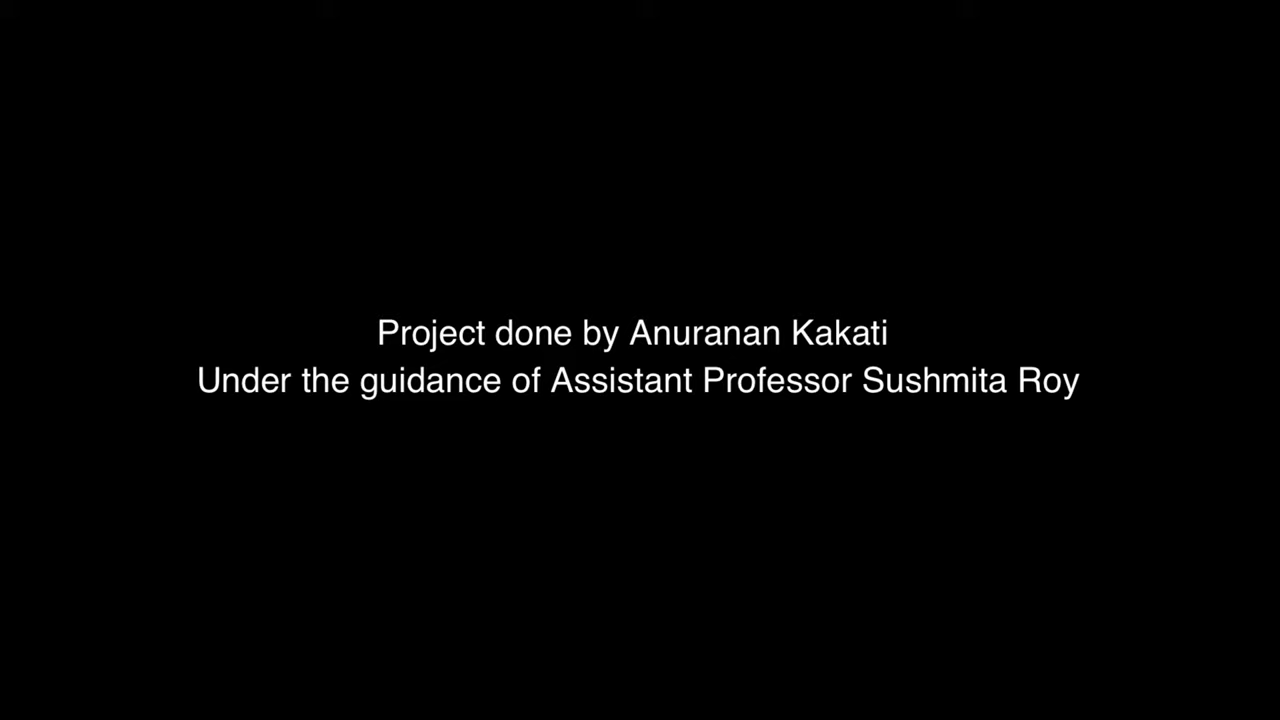 Project done by Anuranan Kakati
Under the guidance of Assistant Professor Sushmita Roy